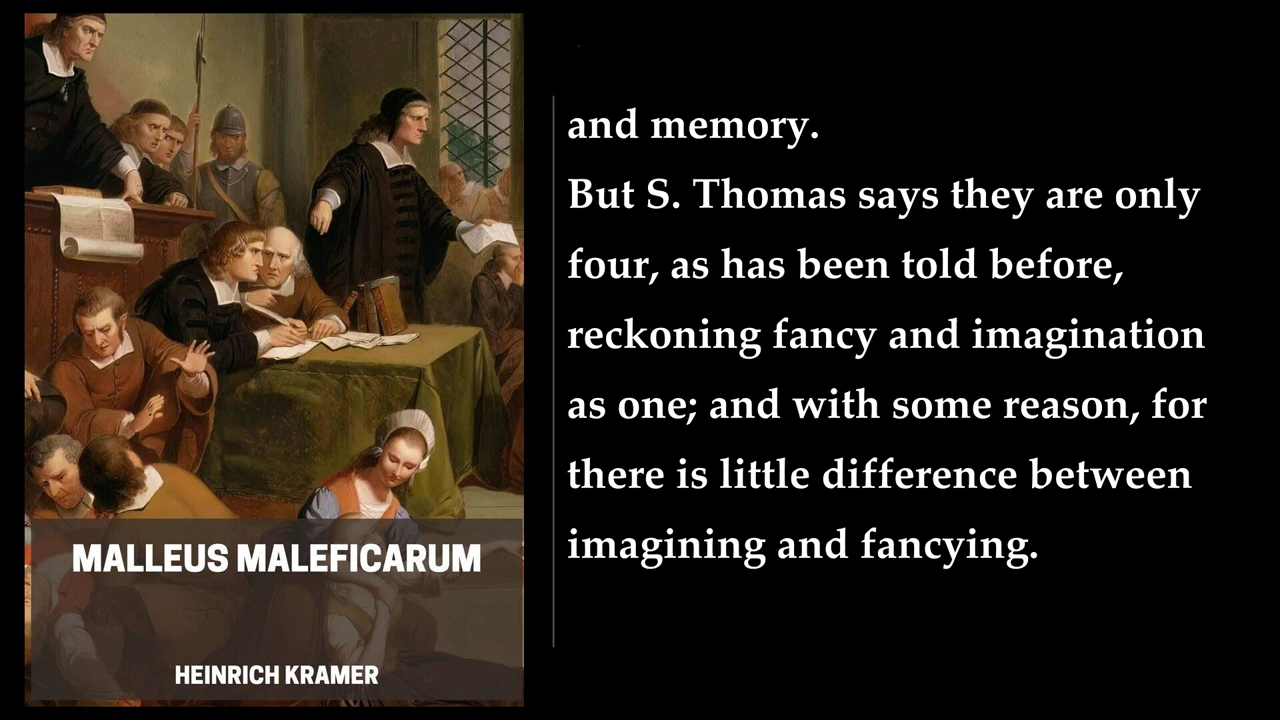 MALLEUS MALEFICARUM
HEINRICH KRAMER
and memory.
But S. Thomas says they are only
four, as has been told before,
reckoning fancy and imagination
as one; and with some reason, for
there is little difference between
imagining and fancying.